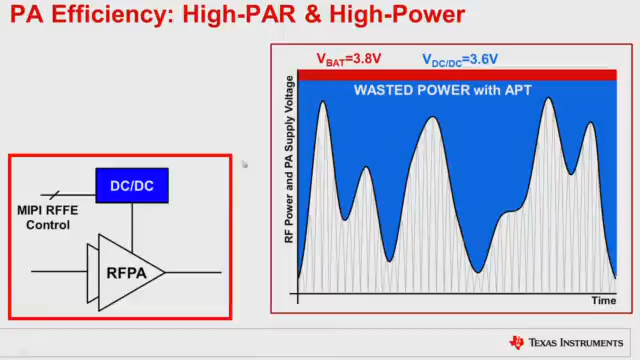 PA Efficiency: High-PAR & High-Power
VBAT=3.8V VDC/DC=3.6V
WASTED POWER with APT
RF Power and PA Supply Voltage
Time
DC/DC
MIPI RFFE
Control
RFPA
TEXAS INSTRUMENTS